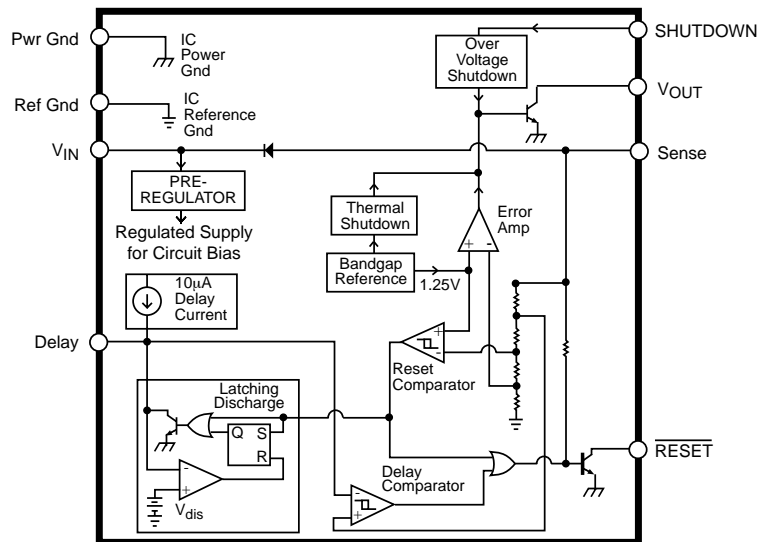 Pwr Gnd
IC
Power
Gnd
Over
Voltage
Shutdown
SHUTDOWN
VOUT
Ref Gnd
IC
Reference
Gnd
VIN
Sense
PRE-
REGULATOR
Regulated Supply
for Circuit Bias
Thermal
Shutdown
Error
Amp
+ -
Bandgap
Reference
1.25V
10µA
Delay
Current
Delay
+
-
Reset
Comparator
Latching
Discharge
Q S
R
-
+
Vdis
Delay
Comparator
-
+
RESET